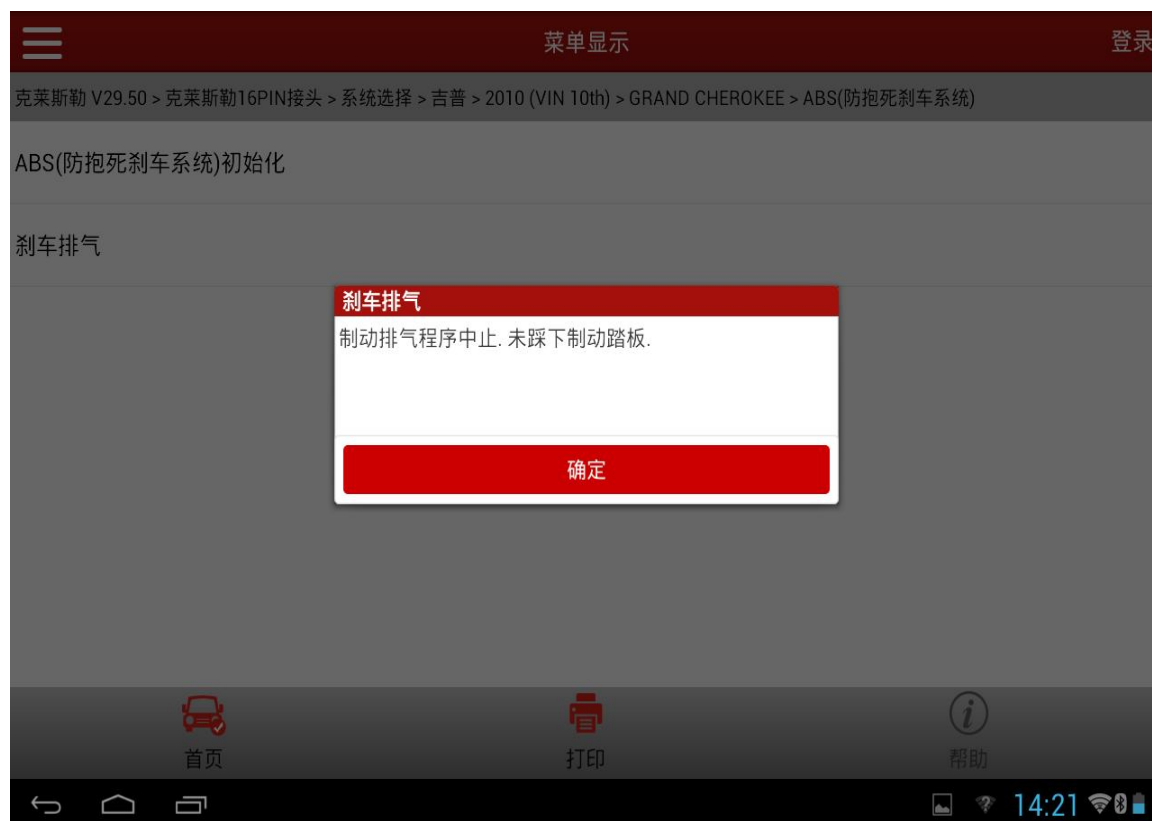 菜单显示
登录
克莱斯勒 V29.50 > 克莱斯勒16PIN接头 > 系统选择 > 吉普 > 2010 (VIN 10th) > GRAND CHEROKEE > ABS(防抱死刹车系统)
ABS(防抱死刹车系统)初始化
刹车排气
刹车排气
制动排气程序中止. 未踩下制动踏板.
确定
首页
打印
帮助
14:21